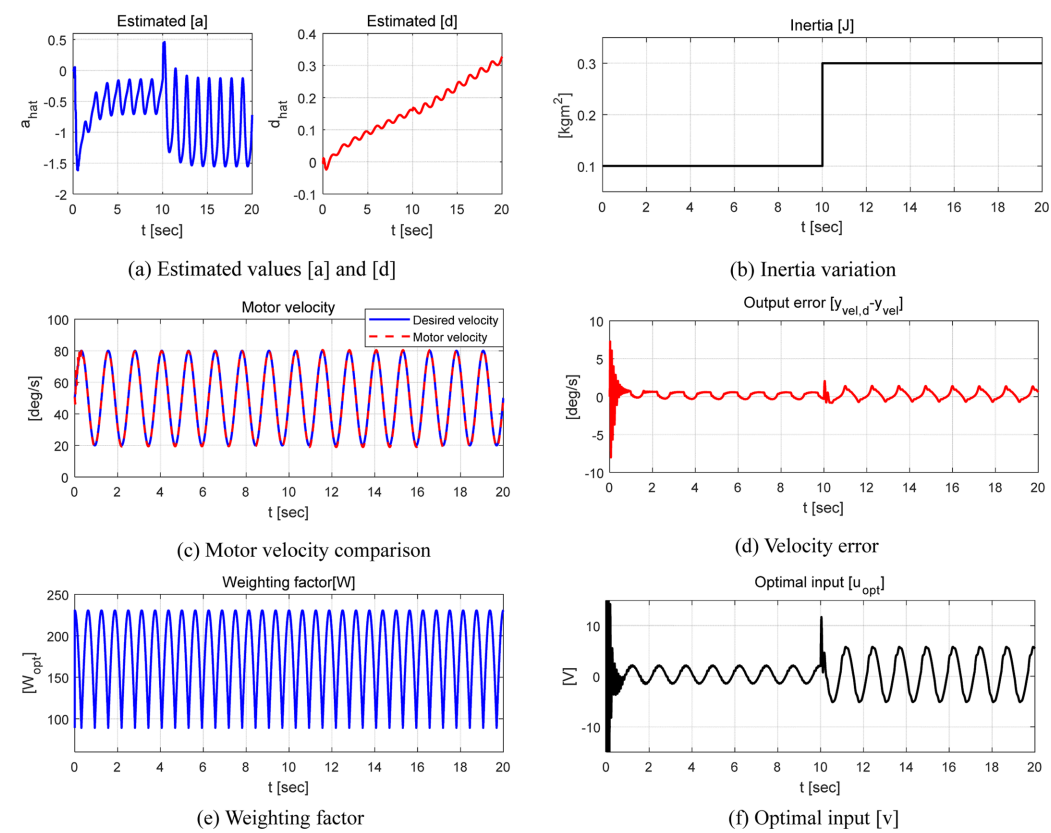 Estimated [a]
0.5
0
-0.5
-1
-1.5
-2
a_hat
0 5 10 15 20
t [sec]
Estimated [d]
0.4
0.3
0.2
0.1
0
-0.1
d_hat
0 5 10 15 20
t [sec]
(a) Estimated values [a] and [d]
Inertia [J]
0.3
0.2
0.1
[kgm²]
0 2 4 6 8 10 12 14 16 18 20
t [sec]
(b) Inertia variation
Motor velocity
Desired velocity
Motor velocity
100
80
60
40
20
0
[deg/s]
0 2 4 6 8 10 12 14 16 18 20
t [sec]
(c) Motor velocity comparison
Output error [y_vel,d-y_vel]
10
5
0
-5
-10
[deg/s]
0 2 4 6 8 10 12 14 16 18 20
t [sec]
(d) Velocity error
Weighting factor[W]
250
200
150
100
[W_opt]
0 2 4 6 8 10 12 14 16 18 20
t [sec]
(e) Weighting factor
Optimal input [u_opt]
10
0
-10
[V]
0 2 4 6 8 10 12 14 16 18 20
t [sec]
(f) Optimal input [v]